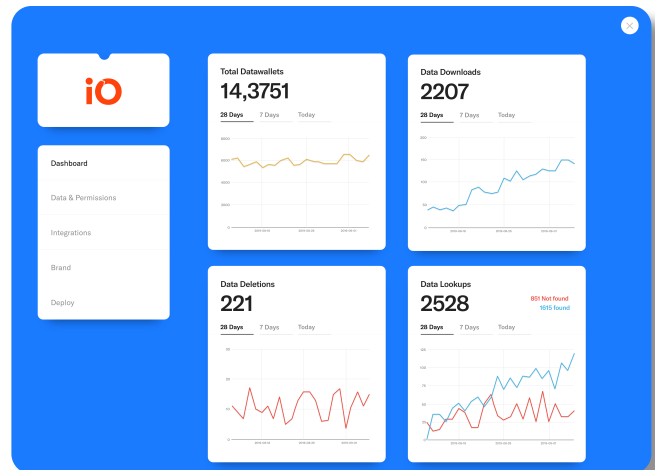 iO
Dashboard
Data & Permissions
Integrations
Brand
Deploy
Total Datawallets
14,3751
28 Days 7 Days Today
Data Downloads
2207
28 Days 7 Days Today
Data Deletions
221
28 Days 7 Days Today
Data Lookups
2528
851 Not found
1615 found
28 Days 7 Days Today